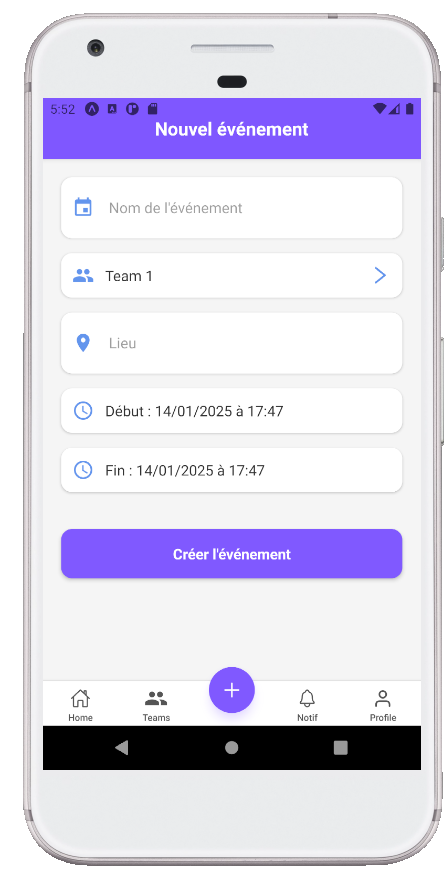 5:52
Nouvel événement
Nom de l'événement
Team 1
Lieu
Début : 14/01/2025 à 17:47
Fin : 14/01/2025 à 17:47
Créer l'événement
Home Teams Notif Profile